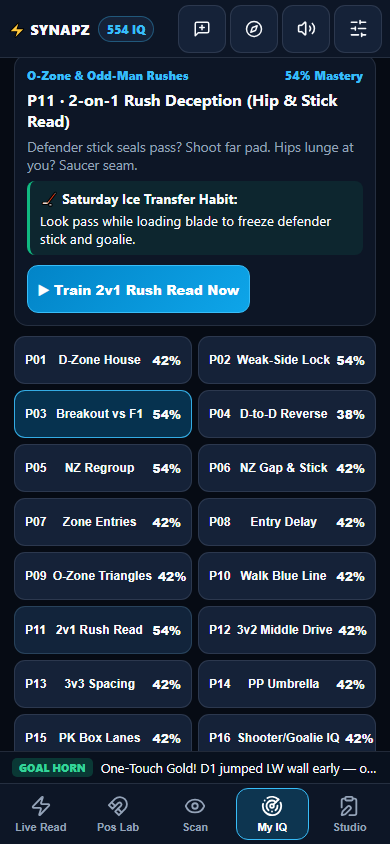 SYNAPZ 554 IQ
O-Zone & Odd-Man Rushes 54% Mastery
P11 · 2-on-1 Rush Deception (Hip & Stick
Read)
Defender stick seals pass? Shoot far pad. Hips lunge at
you? Saucer seam.
Saturday Ice Transfer Habit:
Look pass while loading blade to freeze defender
stick and goalie.
▶ Train 2v1 Rush Read Now
P01 D-Zone House 42%
P02 Weak-Side Lock 54%
P03 Breakout vs F1 54%
P04 D-to-D Reverse 38%
P05 NZ Regroup 54%
P06 NZ Gap & Stick 42%
P07 Zone Entries 42%
P08 Entry Delay 42%
P09 O-Zone Triangles 42%
P10 Walk Blue Line 42%
P11 2v1 Rush Read 54%
P12 3v2 Middle Drive 42%
P13 3v3 Spacing 42%
P14 PP Umbrella 42%
P15 PK Box Lanes 42%
P16 Shooter/Goalie IQ 42%
GOAL HORN One-Touch Gold! D1 jumped LW wall early — o...
Live Read Pos Lab Scan My IQ Studio